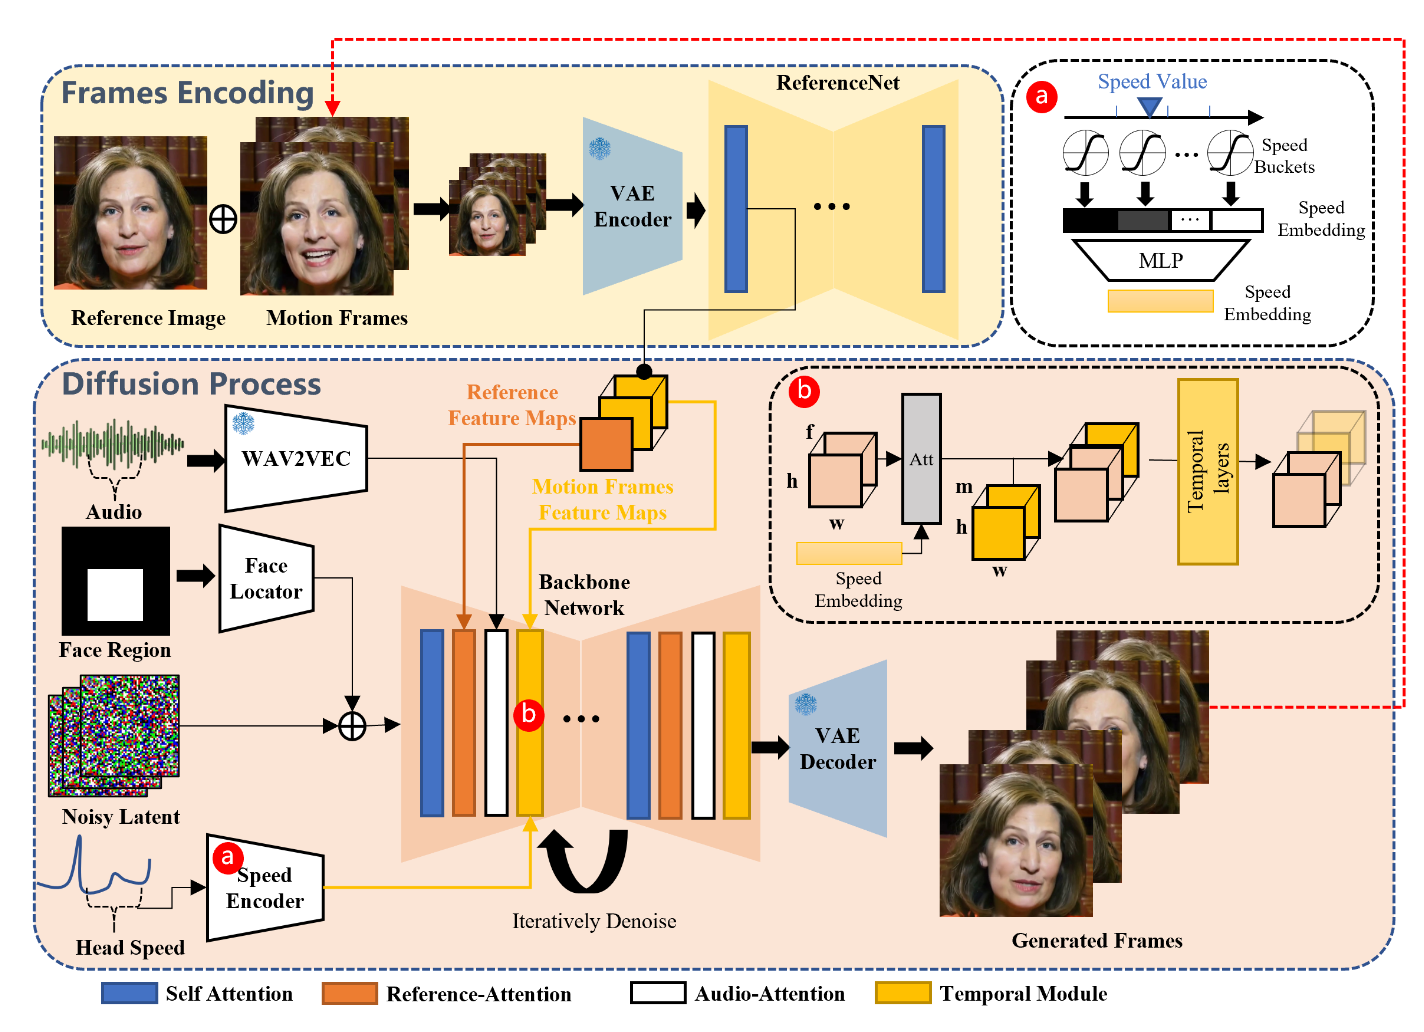 Frames Encoding
Reference Image
Motion Frames
VAE
Encoder
ReferenceNet
...
a
Speed Value
...
Speed
Buckets
...
Speed
Embedding
MLP
Speed
Embedding
Diffusion Process
Audio
WAV2VEC
Reference
Feature Maps
Motion Frames
Feature Maps
Face Region
Face
Locator
Noisy Latent
Head Speed
a
Speed
Encoder
Backbone
Network
b
...
Iteratively Denoise
VAE
Decoder
Generated Frames
b
f
h
w
Att
Speed
Embedding
m
h
w
Temporal
layers
Self Attention
Reference-Attention
Audio-Attention
Temporal Module